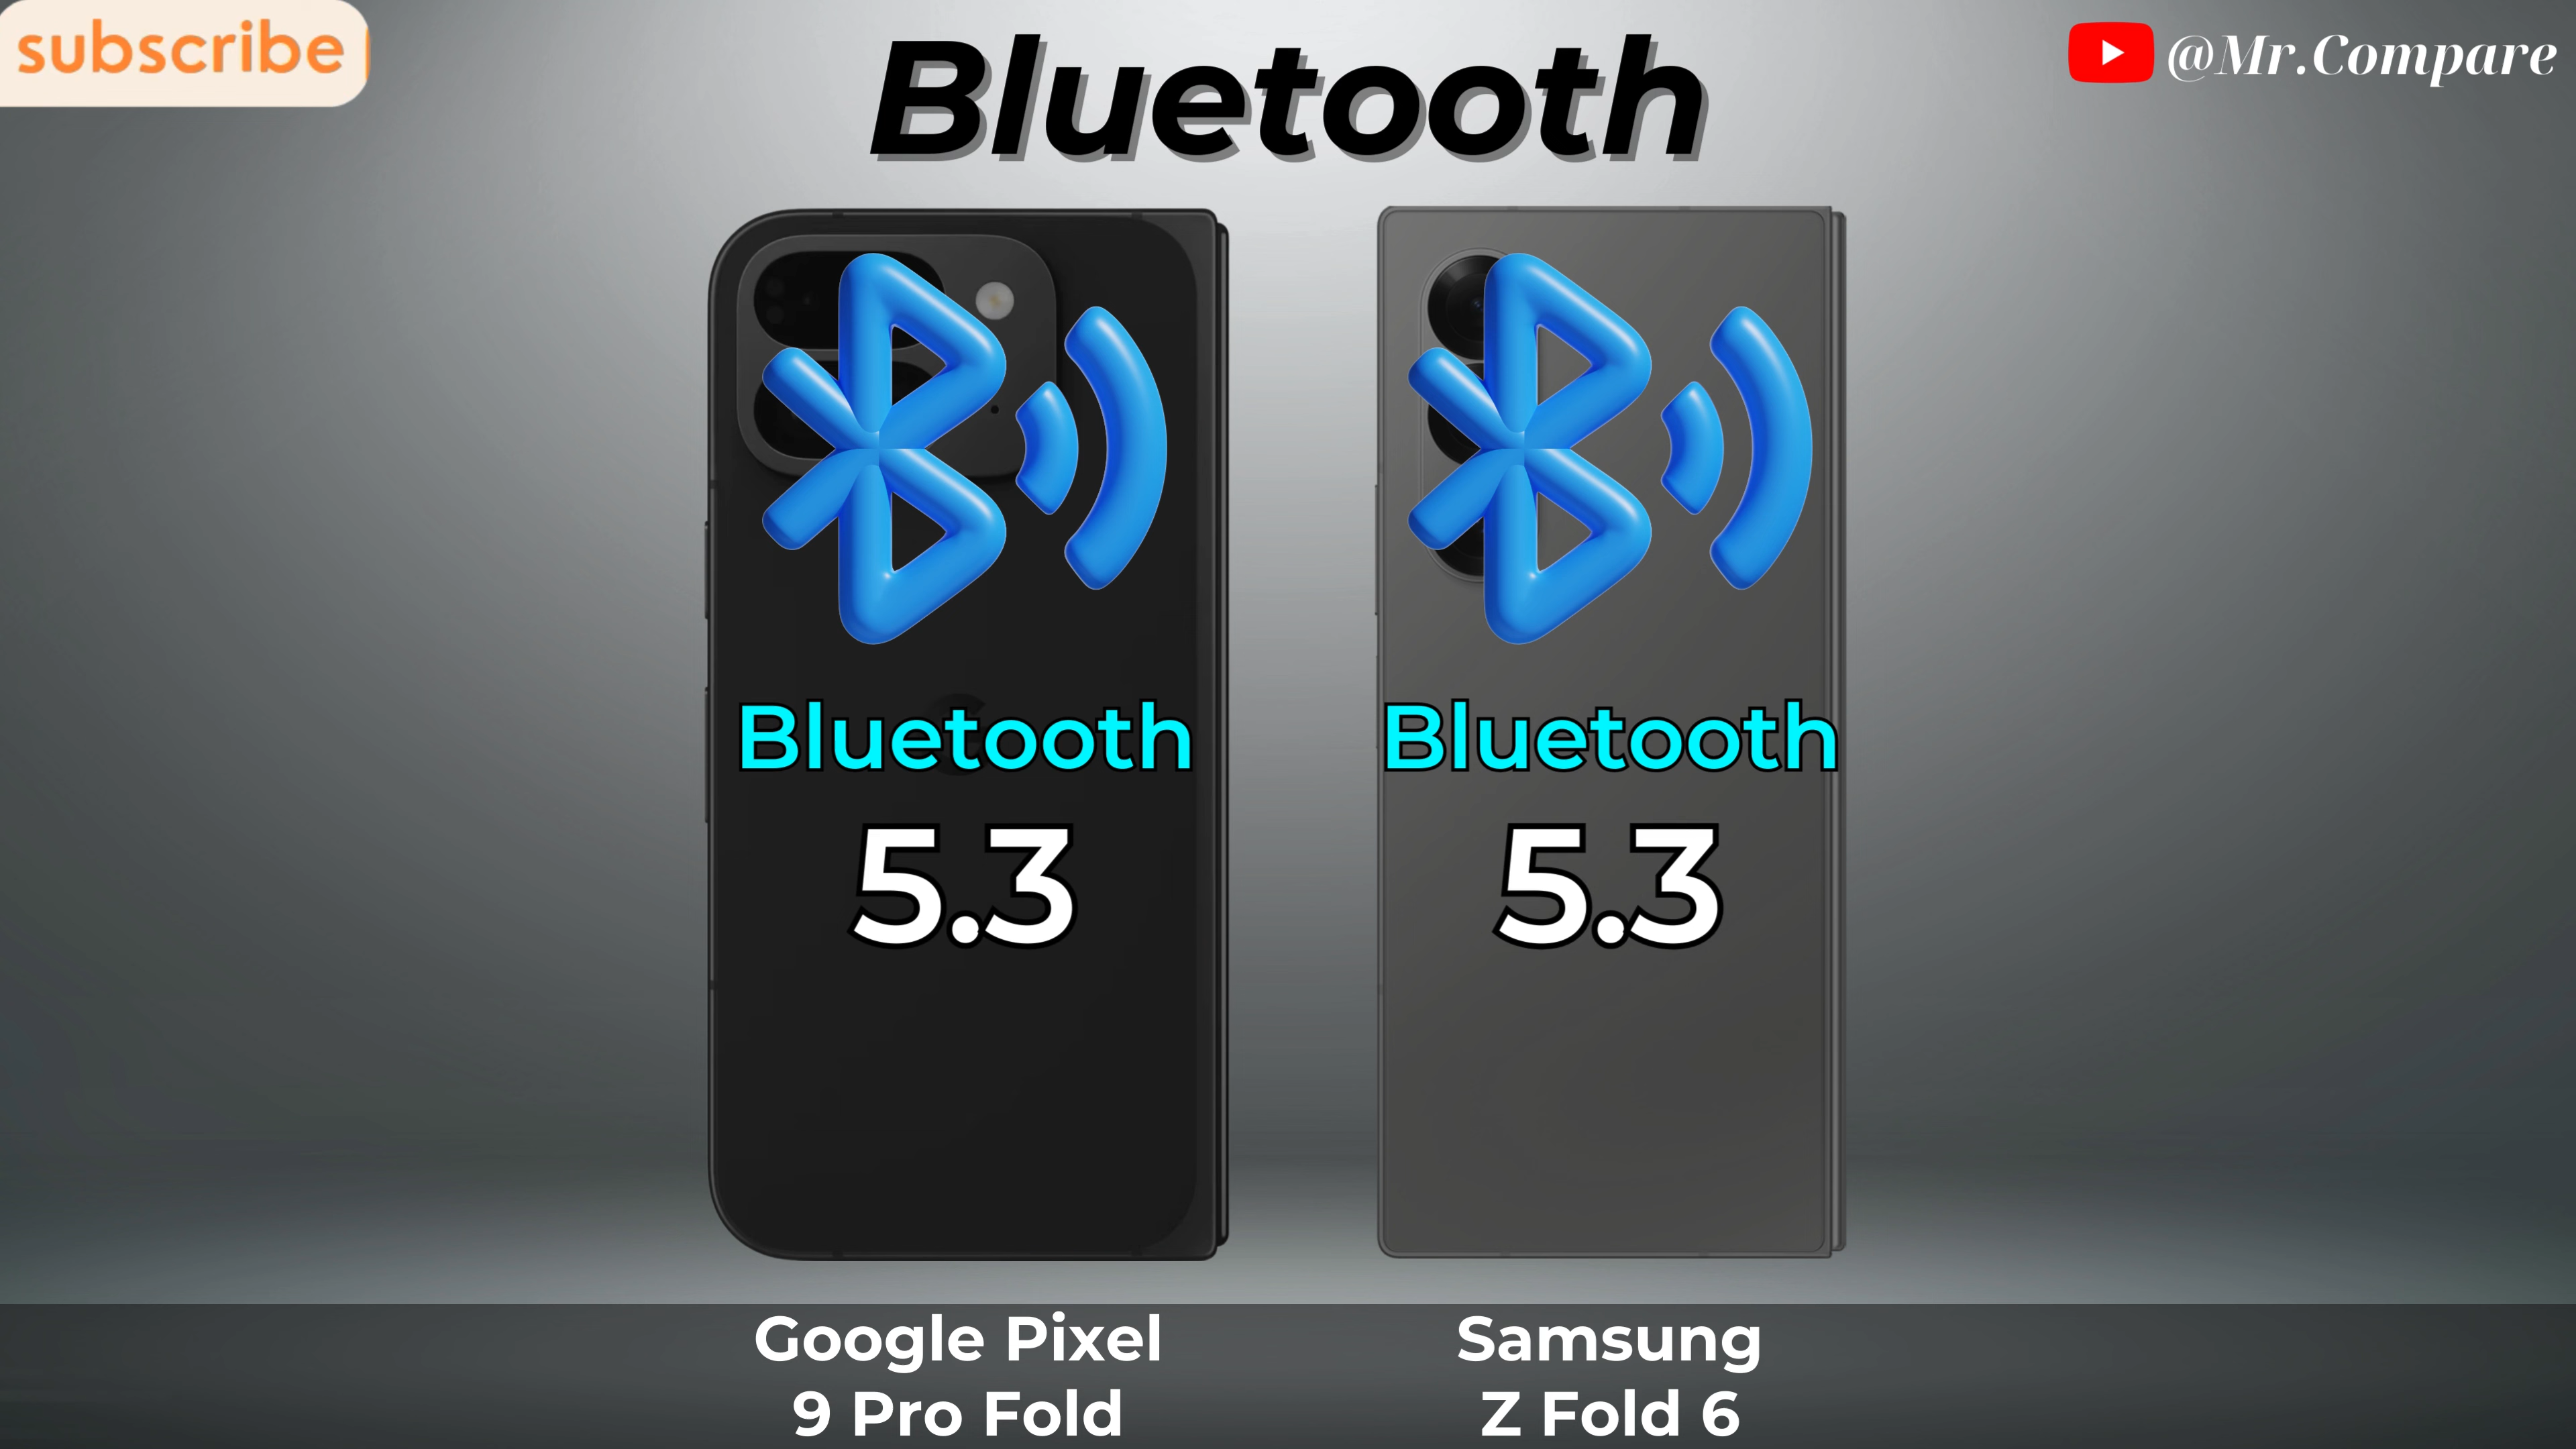 subscribe
Bluetooth
@Mr.Compare
Bluetooth
5.3
Bluetooth
5.3
Google Pixel
9 Pro Fold
Samsung
Z Fold 6